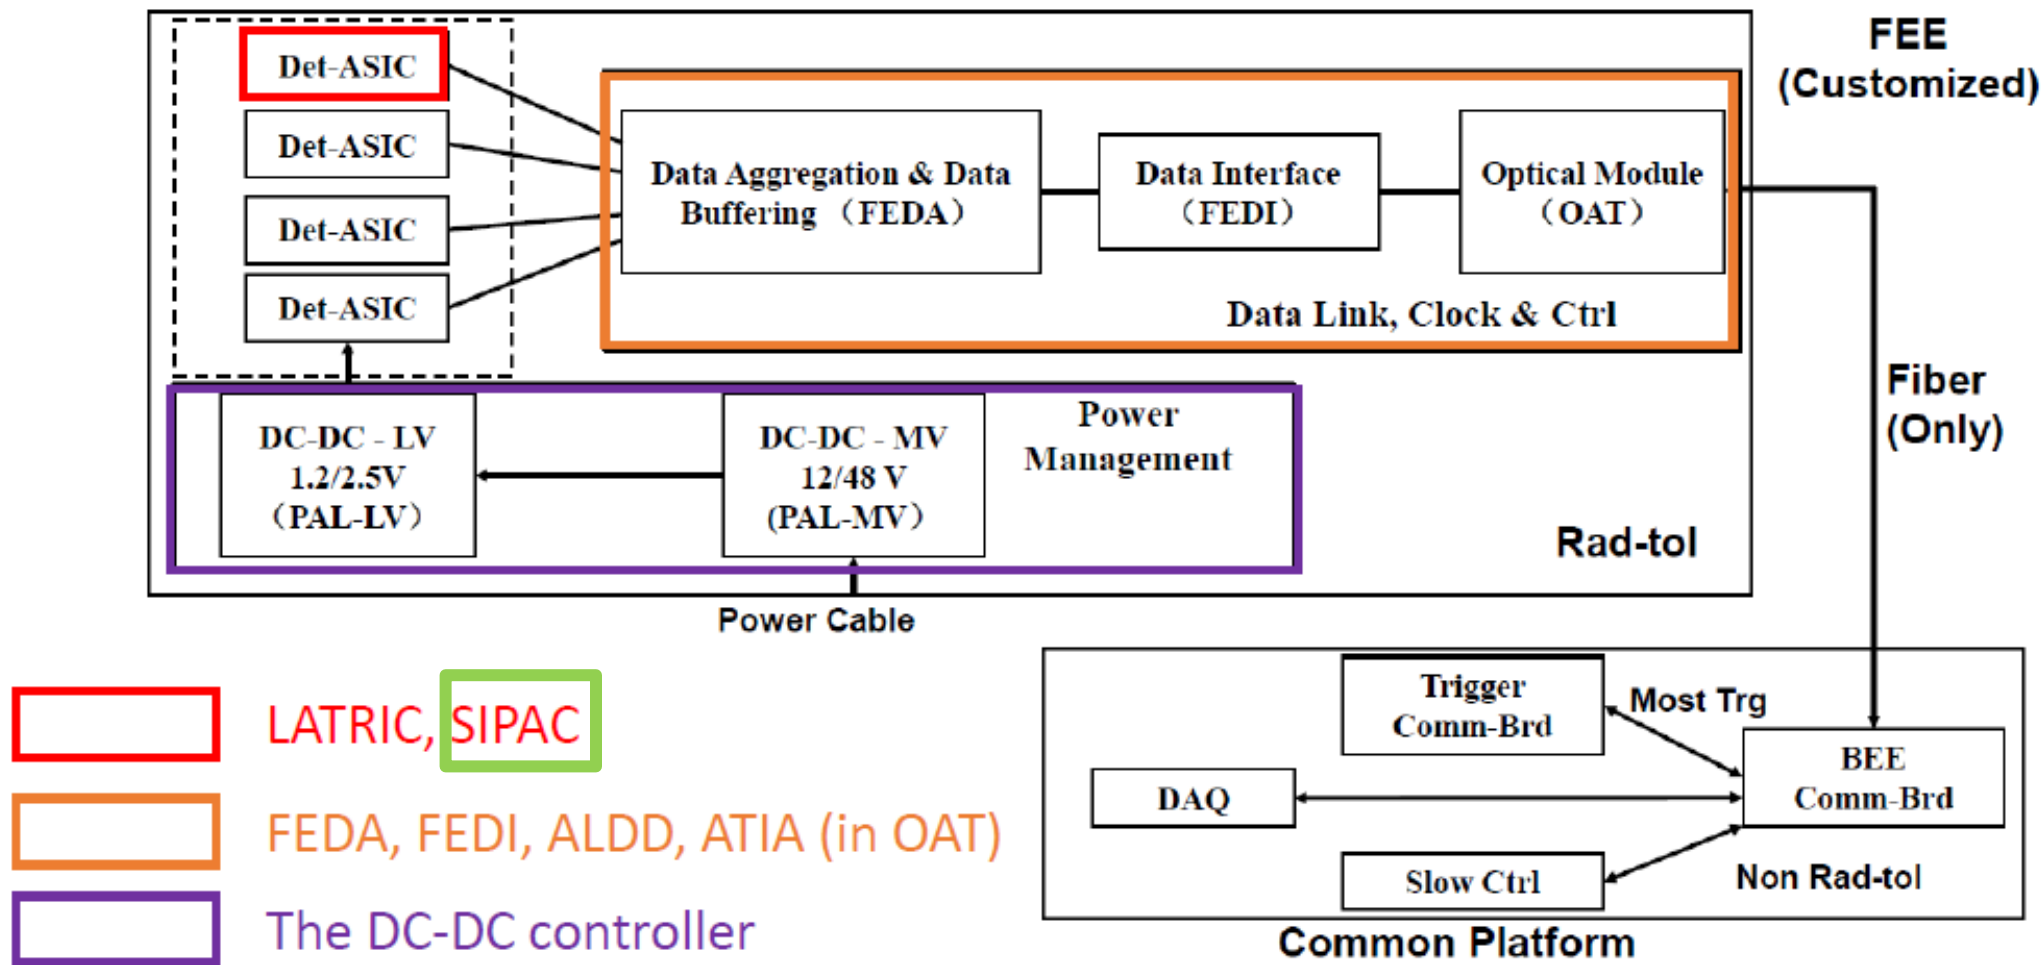 FEE
(Customized)
Det-ASIC
Det-ASIC
Det-ASIC
Det-ASIC
Data Aggregation & Data
Buffering （FEDA）
Data Interface
（FEDI）
Optical Module
（OAT）
Data Link, Clock & Ctrl
DC-DC - LV
1.2/2.5V
（PAL-LV）
DC-DC - MV
12/48 V
(PAL-MV）
Power
Management
Rad-tol
Fiber
(Only)
Power Cable
LATRIC, SIPAC
FEDA, FEDI, ALDD, ATIA (in OAT)
The DC-DC controller
Trigger
Comm-Brd
Most Trg
DAQ
BEE
Comm-Brd
Slow Ctrl
Non Rad-tol
Common Platform